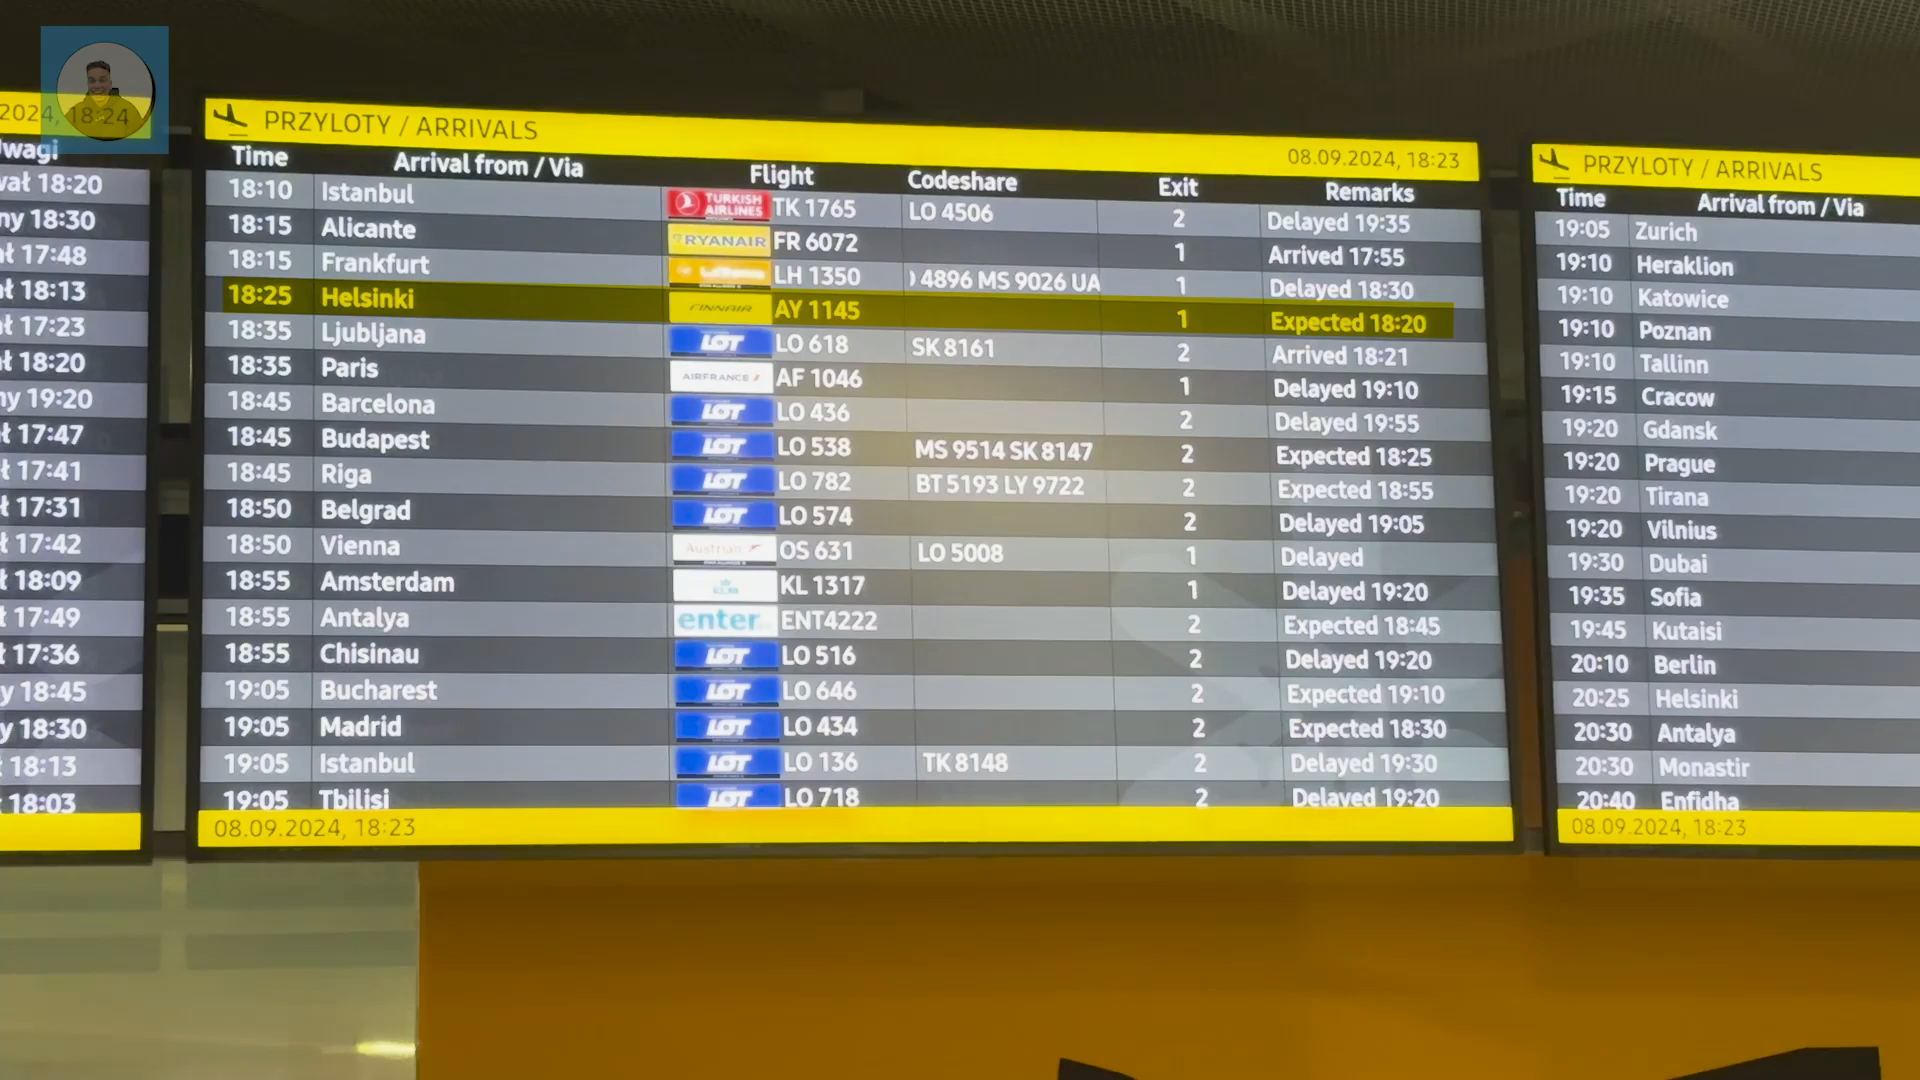 2024, 18:24
Uwagi
wał 18:20
ny 18:30
ał 17:48
ał 18:13
ał 17:23
ał 18:20
ny 19:20
ł 17:47
ł 17:41
ł 17:31
ł 17:42
ł 18:09
ł 17:49
ł 17:36
y 18:45
y 18:30
18:13
18:03
PRZYLOTY / ARRIVALS 08.09.2024, 18:23
Time Arrival from / Via Flight Codeshare Exit Remarks
18:10 Istanbul TURKISH AIRLINES TK 1765 LO 4506 2 Delayed 19:35
18:15 Alicante RYANAIR FR 6072 1 Arrived 17:55
18:15 Frankfurt Lufthansa LH 1350 4896 MS 9026 UA 1 Delayed 18:30
18:25 Helsinki FINNAIR AY 1145 1 Expected 18:20
18:35 Ljubljana LOT LO 618 SK 8161 2 Arrived 18:21
18:35 Paris AIRFRANCE AF 1046 1 Delayed 19:10
18:45 Barcelona LOT LO 436 2 Delayed 19:55
18:45 Budapest LOT LO 538 MS 9514 SK 8147 2 Expected 18:25
18:45 Riga LOT LO 782 BT 5193 LY 9722 2 Expected 18:55
18:50 Belgrad LOT LO 574 2 Delayed 19:05
18:50 Vienna Austrian OS 631 LO 5008 1 Delayed
18:55 Amsterdam KLM KL 1317 1 Delayed 19:20
18:55 Antalya enter ENT4222 2 Expected 18:45
18:55 Chisinau LOT LO 516 2 Delayed 19:20
19:05 Bucharest LOT LO 646 2 Expected 19:10
19:05 Madrid LOT LO 434 2 Expected 18:30
19:05 Istanbul LOT LO 136 TK 8148 2 Delayed 19:30
19:05 Tbilisi LOT LO 718 2 Delayed 19:20
08.09.2024, 18:23
PRZYLOTY / ARRIVALS
Time Arrival from / Via
19:05 Zurich
19:10 Heraklion
19:10 Katowice
19:10 Poznan
19:10 Tallinn
19:15 Cracow
19:20 Gdansk
19:20 Prague
19:20 Tirana
19:20 Vilnius
19:30 Dubai
19:35 Sofia
19:45 Kutaisi
20:10 Berlin
20:25 Helsinki
20:30 Antalya
20:30 Monastir
20:40 Enfidha
08.09.2024, 18:23